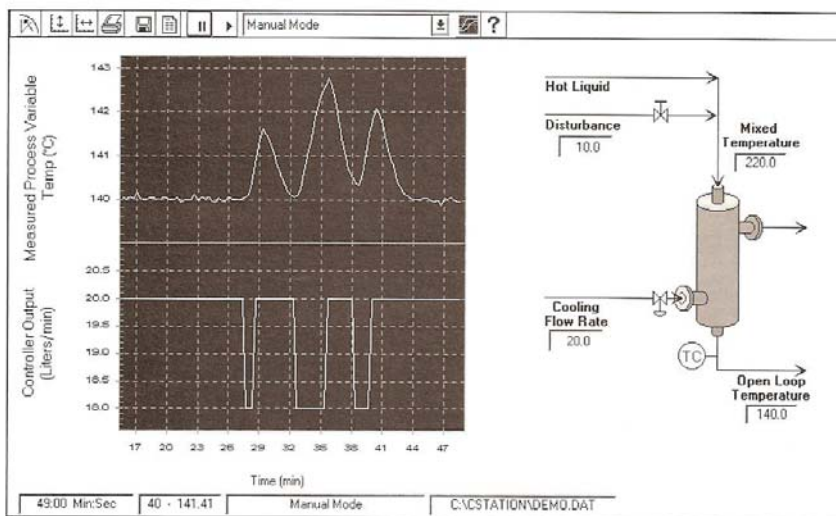 Manual Mode
?
Measured Process Variable
Temp (°C)
143
142
141
140
Controller Output
(Liters/min)
20.5
20.0
19.5
19.0
18.5
18.0
17 20 23 26 29 32 35 38 41 44 47
Time (min)
Hot Liquid
Disturbance
10.0
Mixed
Temperature
220.0
Cooling
Flow Rate
20.0
TC
Open Loop
Temperature
140.0
49:00 Min:Sec
40 - 141.41
Manual Mode
C:\CSTATION\DEMO.DAT